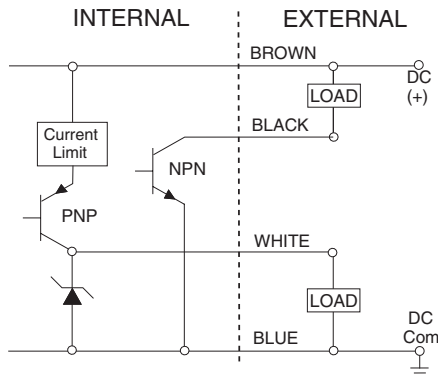 INTERNAL
EXTERNAL
BROWN
DC
(+)
LOAD
BLACK
Current
Limit
NPN
PNP
WHITE
LOAD
DC
Com
BLUE